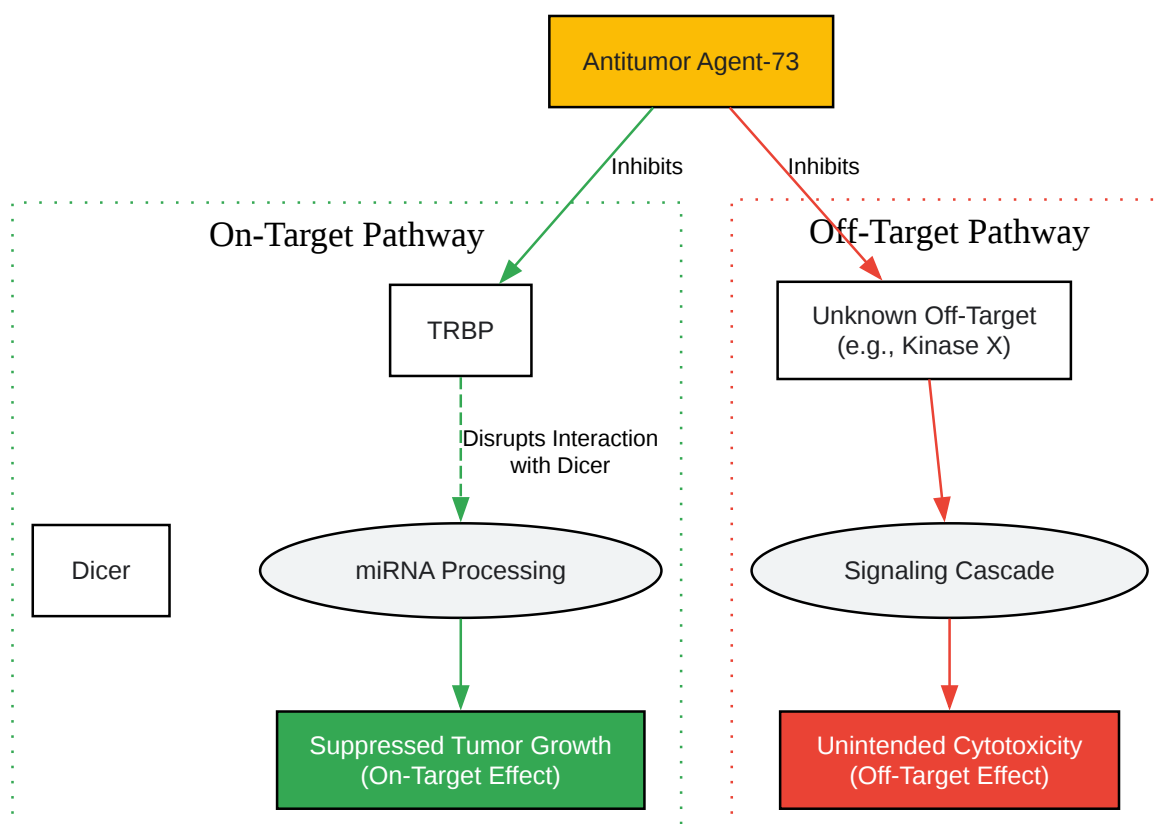 Antitumor Agent-73
Inhibits
Inhibits
On-Target Pathway
Off-Target Pathway
TRBP
Unknown Off-Target
(e.g., Kinase X)
Disrupts Interaction
with Dicer
Dicer
miRNA Processing
Signaling Cascade
Suppressed Tumor Growth
(On-Target Effect)
Unintended Cytotoxicity
(Off-Target Effect)